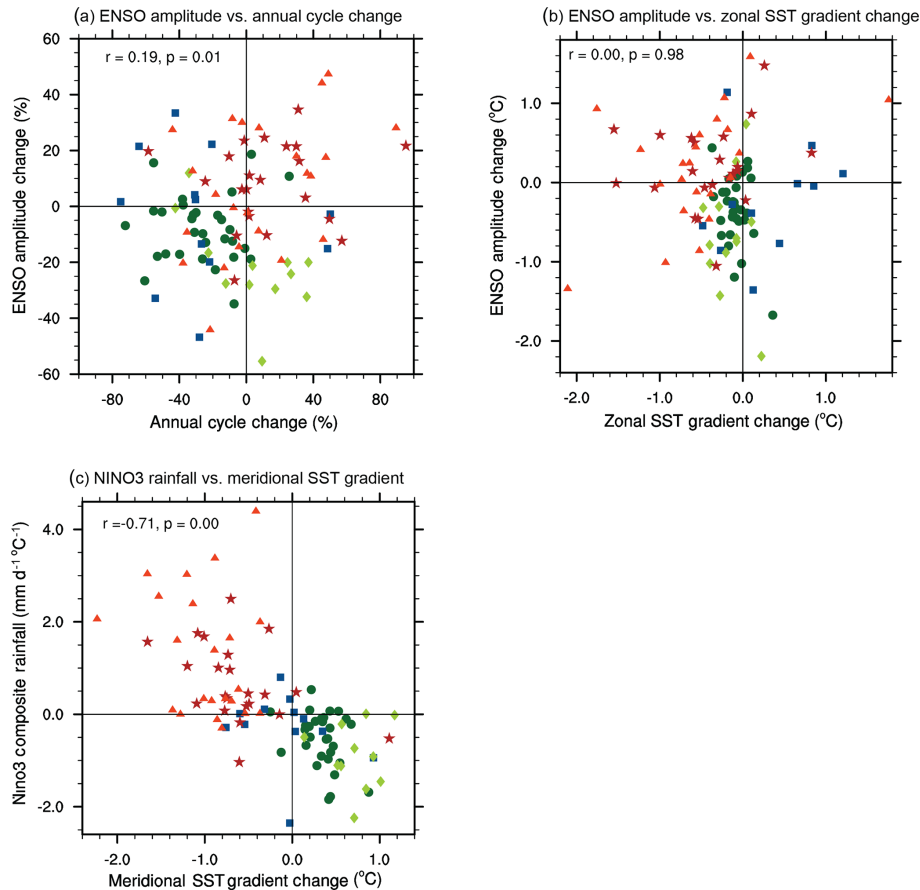 (a) ENSO amplitude vs. annual cycle change
r = 0.19, p = 0.01
ENSO amplitude change (%)
60
40
20
0
-20
-40
-60
-80
-40
0
40
80
Annual cycle change (%)
(b) ENSO amplitude vs. zonal SST gradient change
r = 0.00, p = 0.98
ENSO amplitude change (°C)
1.0
0.0
-1.0
-2.0
-2.0
-1.0
0.0
1.0
Zonal SST gradient change (°C)
(c) NINO3 rainfall vs. meridional SST gradient
r =-0.71, p = 0.00
Nino3 composite rainfall (mm d⁻¹ °C⁻¹)
4.0
2.0
0.0
-2.0
-2.0
-1.0
0.0
1.0
Meridional SST gradient change (°C)